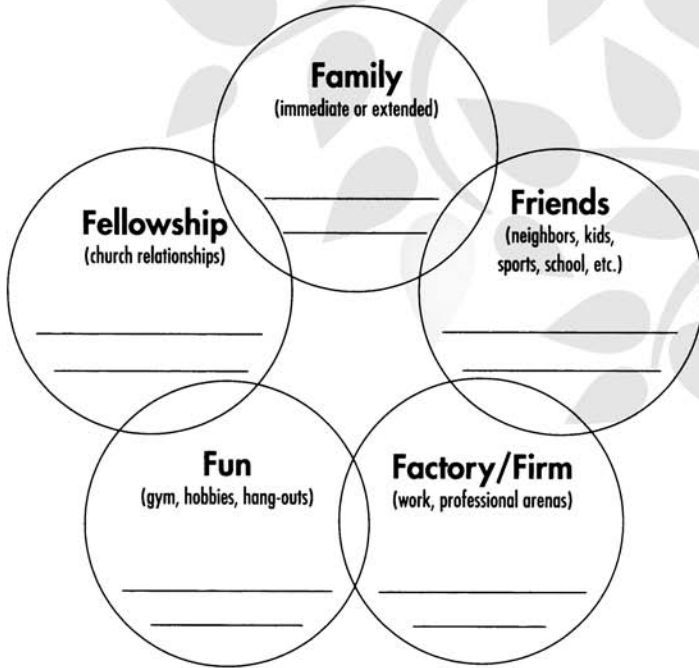 Family
(immediate or extended)
Fellowship
(church relationships)
Friends
(neighbors, kids,
sports, school, etc.)
Fun
(gym, hobbies, hang-outs)
Factory/Firm
(work, professional arenas)